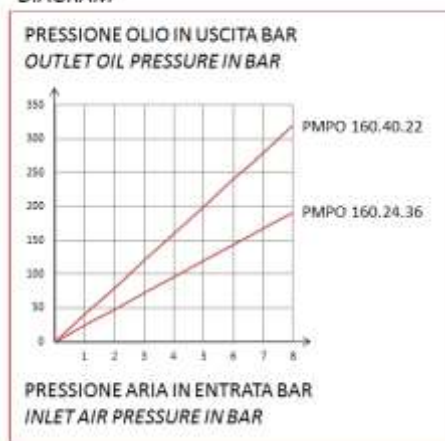 PRESSIONE OLIO IN USCITA BAR
OUTLET OIL PRESSURE IN BAR
350
300
PMPO 160.40.22
250
200
PMPO 160.24.36
150
100
50
0
1 2 3 4 5 6 7 8
PRESSIONE ARIA IN ENTRATA BAR
INLET AIR PRESSURE IN BAR